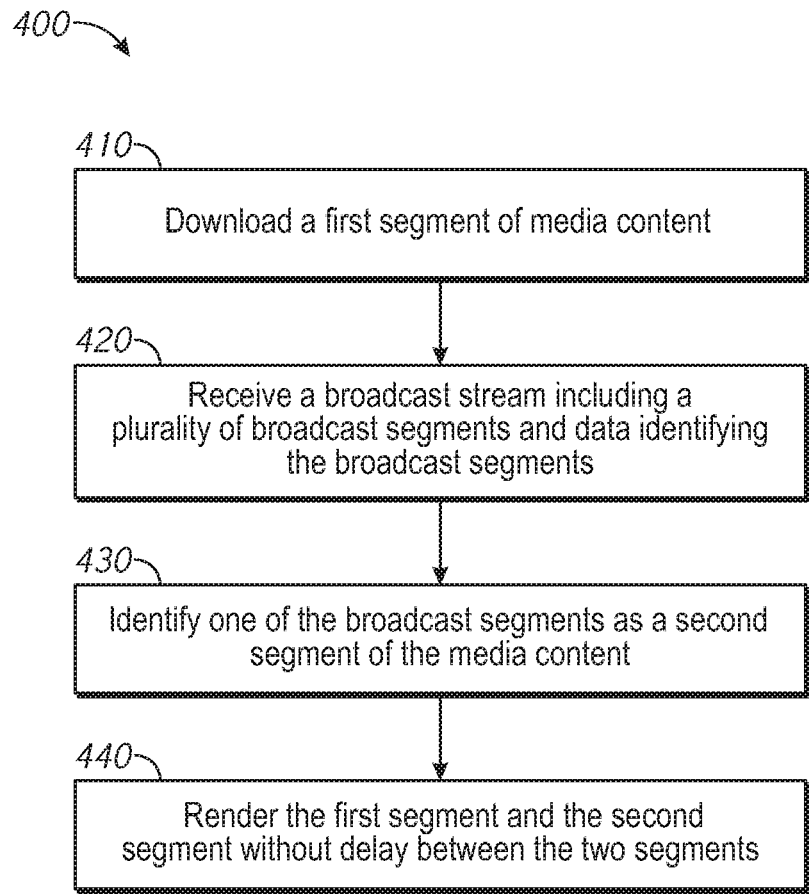 400
410
Download a first segment of media content
420
Receive a broadcast stream including a
plurality of broadcast segments and data identifying
the broadcast segments
430
Identify one of the broadcast segments as a second
segment of the media content
440
Render the first segment and the second
segment without delay between the two segments